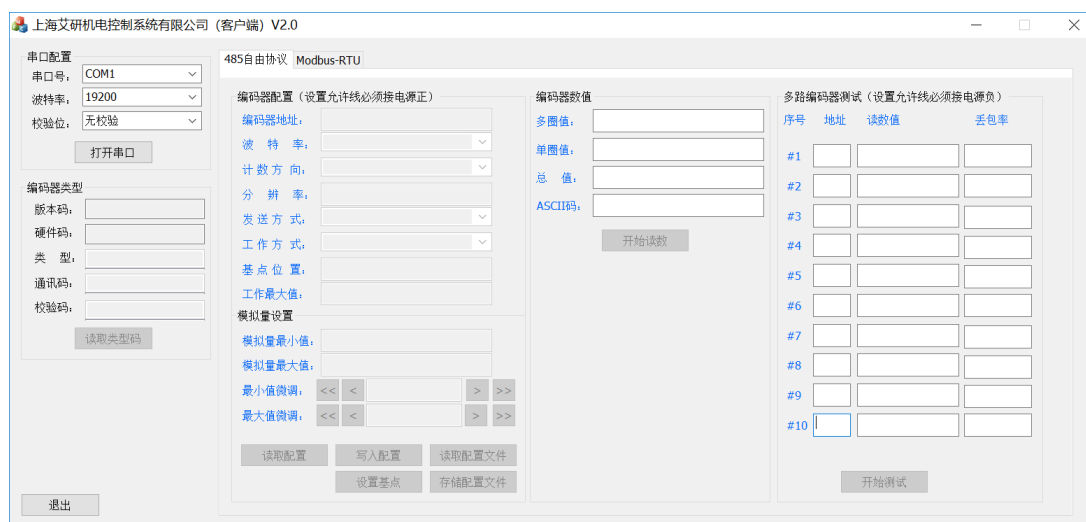 上海艾研机电控制系统有限公司（客户端）V2.0
串口配置
串口号： COM1
波特率： 19200
校验位： 无校验
打开串口
编码器类型
版本码：
硬件码：
类 型：
通讯码：
校验码：
读取类型码
退出
485自由协议 Modbus-RTU
编码器配置（设置允许线必须接电源正）
编码器地址：
波 特 率：
计数方 向：
分 辨 率：
发送方 式：
工作方 式：
基点位 置：
工作最大值：
模拟量设置
模拟量最小值：
模拟量最大值：
最小值微调： << < > >>
最大值微调： << < > >>
读取配置 写入配置 读取配置文件
设置基点 存储配置文件
编码器数值
多圈值：
单圈值：
总 值：
ASCII码：
开始读数
多路编码器测试（设置允许线必须接电源负）
序号 地址 读数值 丢包率
#1
#2
#3
#4
#5
#6
#7
#8
#9
#10
开始测试